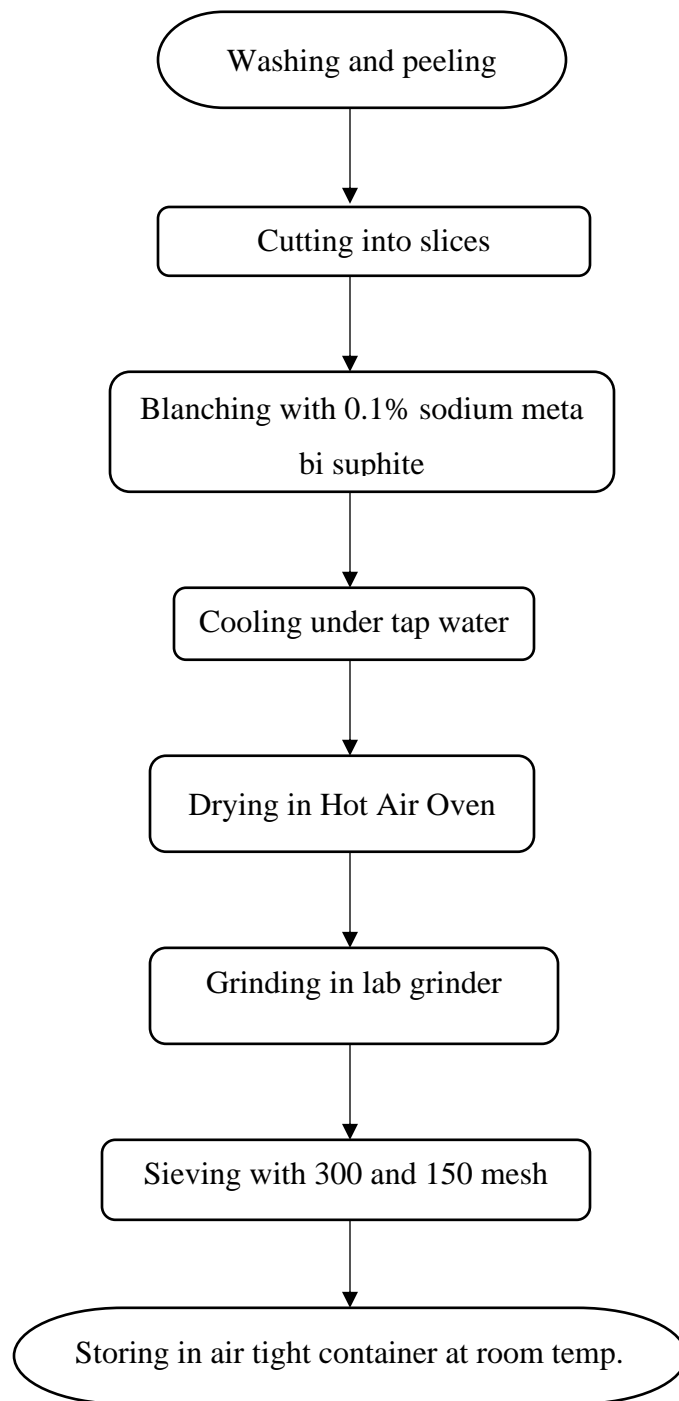 Washing and peeling
Cutting into slices
Blanching with 0.1% sodium meta
bi suphite
Cooling under tap water
Drying in Hot Air Oven
Grinding in lab grinder
Sieving with 300 and 150 mesh
Storing in air tight container at room temp.